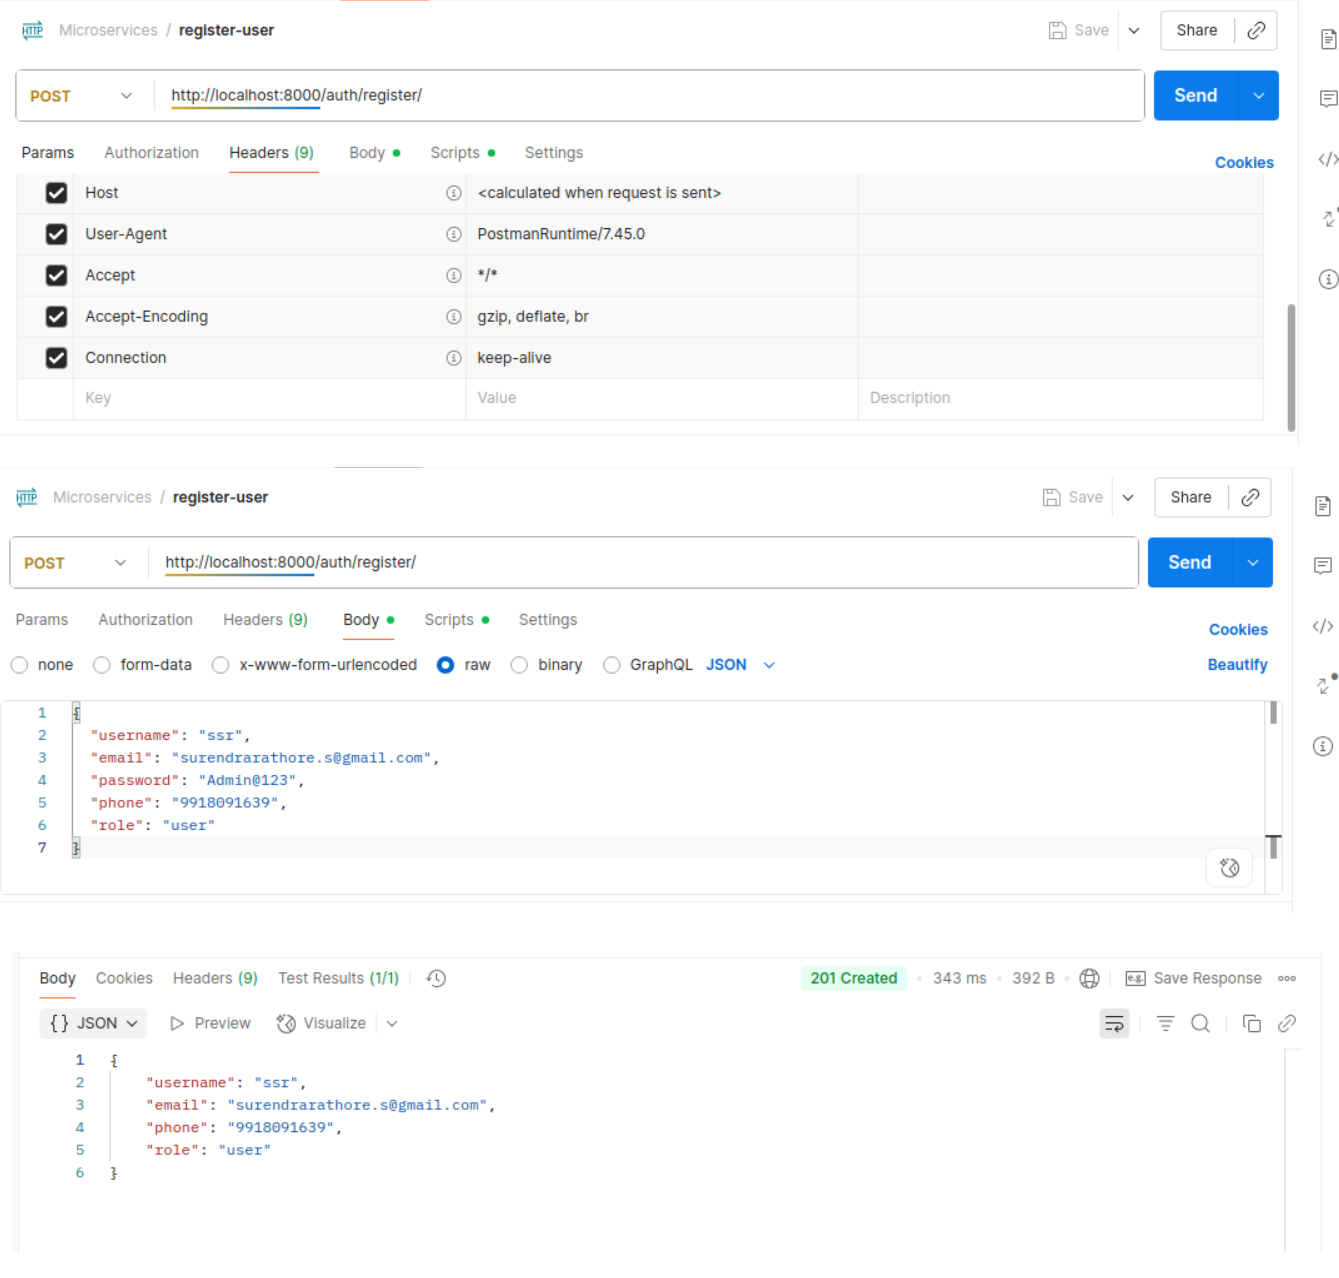 HTTP Microservices / register-user Save Share
POST http://localhost:8000/auth/register/ Send
Params Authorization Headers (9) Body Scripts Settings Cookies
Host <calculated when request is sent>
User-Agent PostmanRuntime/7.45.0
Accept */*
Accept-Encoding gzip, deflate, br
Connection keep-alive
Key Value Description
HTTP Microservices / register-user Save Share
POST http://localhost:8000/auth/register/ Send
Params Authorization Headers (9) Body Scripts Settings Cookies
none form-data x-www-form-urlencoded raw binary GraphQL JSON Beautify
1 {
2 "username": "ssr",
3 "email": "surendrarathore.s@gmail.com",
4 "password": "Admin@123",
5 "phone": "9918091639",
6 "role": "user"
7 }
Body Cookies Headers (9) Test Results (1/1) 201 Created 343 ms 392 B e.g. Save Response
{} JSON Preview Visualize
1 {
2 "username": "ssr",
3 "email": "surendrarathore.s@gmail.com",
4 "phone": "9918091639",
5 "role": "user"
6 }